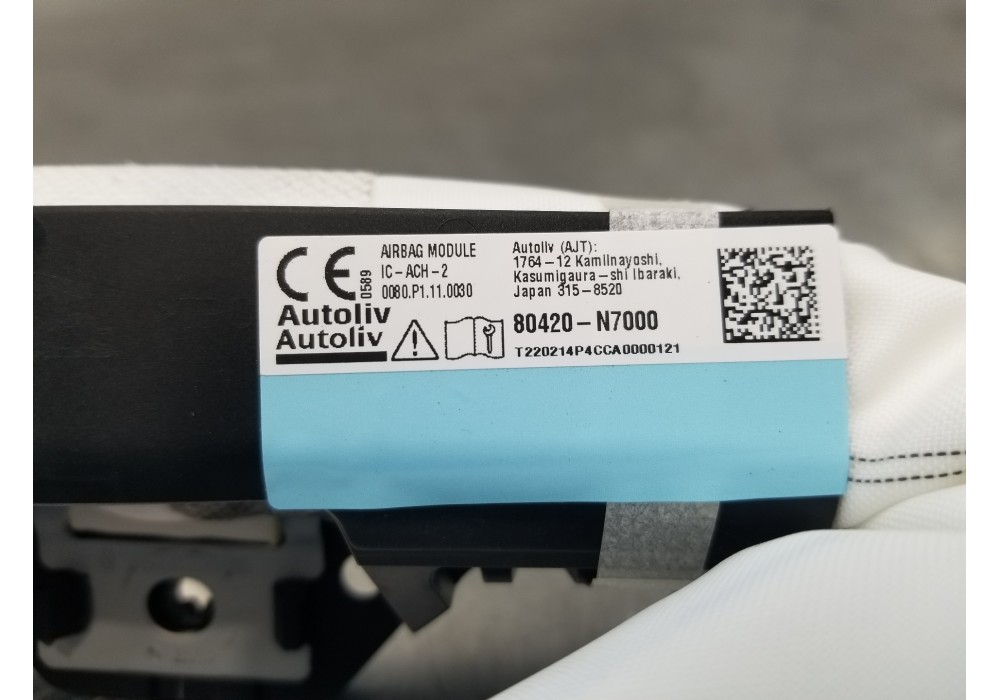 CE 0589
AIRBAG MODULE
IC-ACH-2
0080.P1.11.0030
Autoliv
Autoliv
Autoliv (AJT):
1764-12 Kamiinayoshi,
Kasumigaura-shi Ibaraki,
Japan 315-8520
80420-N7000
T220214P4CCA0000121